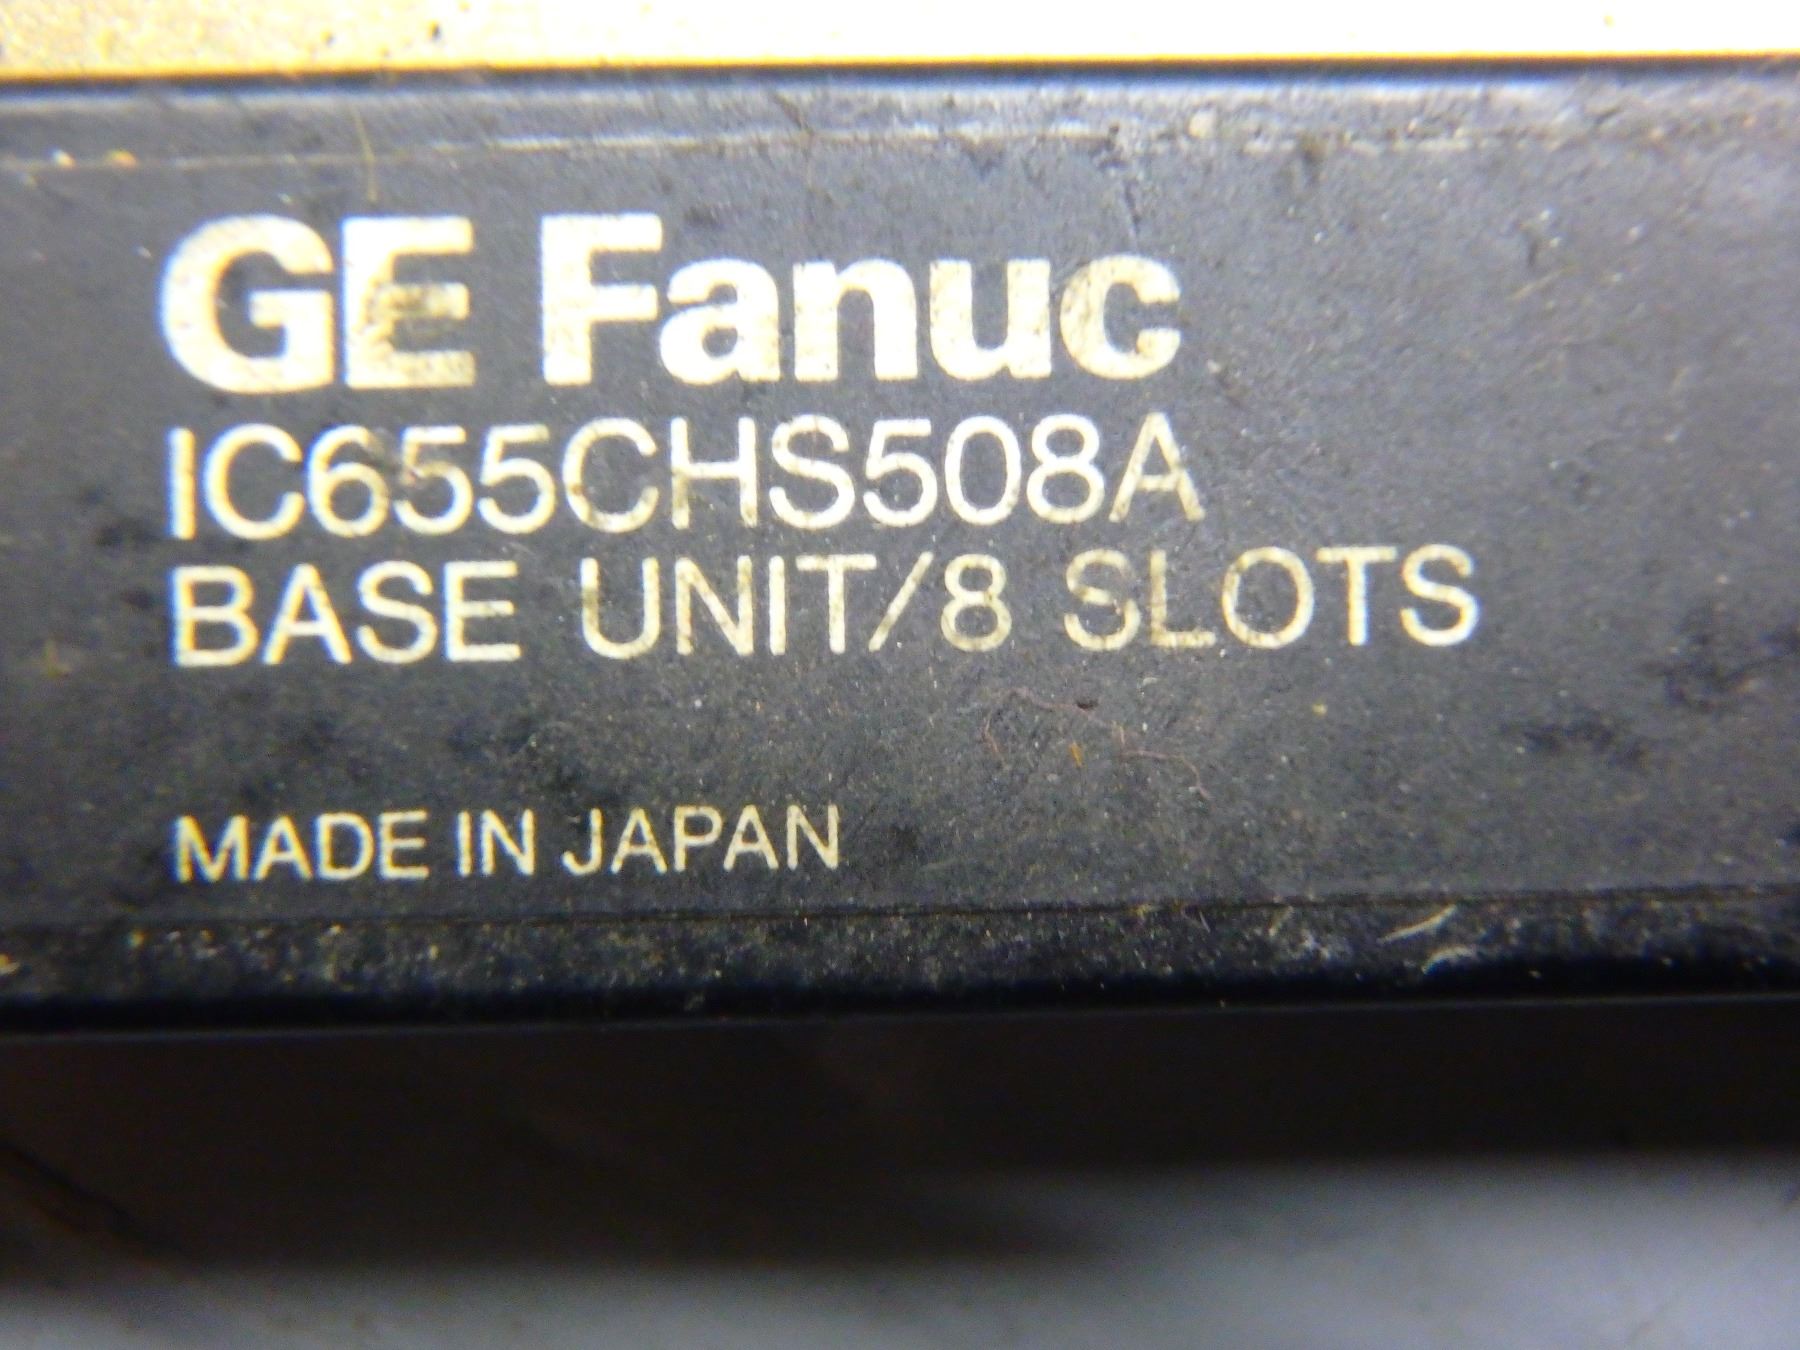 GE Fanuc
IC655CHS508A
BASE UNIT/8 SLOTS
MADE IN JAPAN